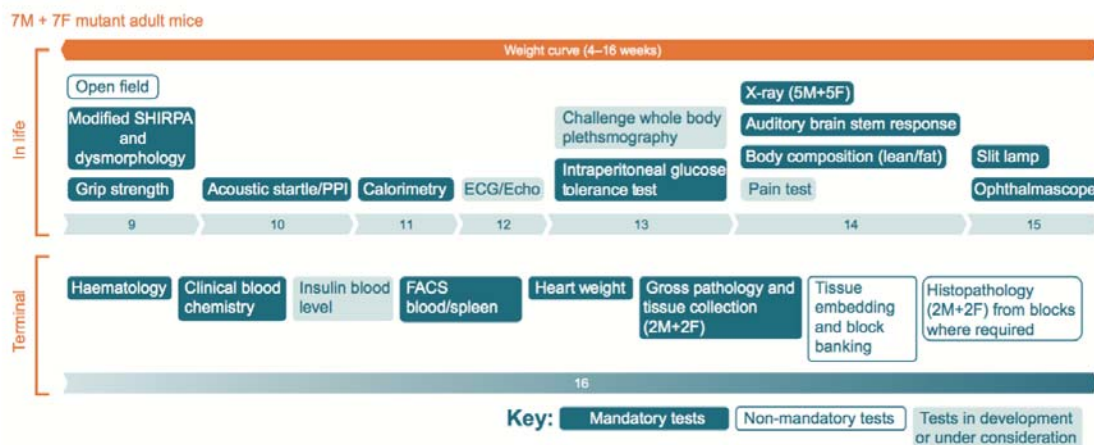 7M + 7F mutant adult mice
Weight curve (4–16 weeks)
In life
Open field
Modified SHIRPA
and
dysmorphology
Grip strength
Acoustic startle/PPI
Calorimetry
ECG/Echo
Challenge whole body
plethsmography
Intraperitoneal glucose
tolerance test
X-ray (5M+5F)
Auditory brain stem response
Body composition (lean/fat)
Pain test
Slit lamp
Ophthalmascope
9
10
11
12
13
14
15
Terminal
Haematology
Clinical blood
chemistry
Insulin blood
level
FACS
blood/spleen
Heart weight
Gross pathology and
tissue collection
(2M+2F)
Tissue
embedding
and block
banking
Histopathology
(2M+2F) from blocks
where required
16
Key:
Mandatory tests
Non-mandatory tests
Tests in development
or under consideration